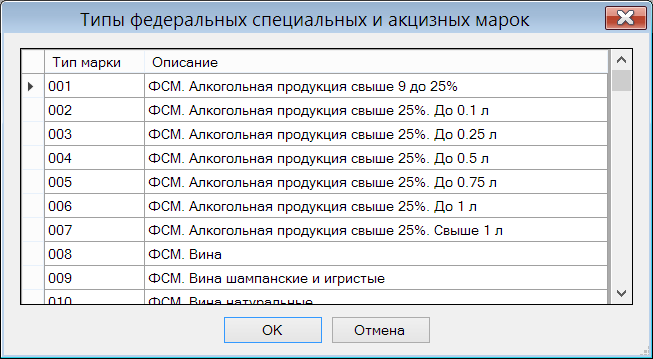 Типы федеральных специальных и акцизных марок
Тип марки Описание
001 ФСМ. Алкогольная продукция свыше 9 до 25%
002 ФСМ. Алкогольная продукция свыше 25%. До 0.1 л
003 ФСМ. Алкогольная продукция свыше 25%. До 0.25 л
004 ФСМ. Алкогольная продукция свыше 25%. До 0.5 л
005 ФСМ. Алкогольная продукция свыше 25%. До 0.75 л
006 ФСМ. Алкогольная продукция свыше 25%. До 1 л
007 ФСМ. Алкогольная продукция свыше 25%. Свыше 1 л
008 ФСМ. Вина
009 ФСМ. Вина шампанские и игристые
010 ФСМ. Вина натуральные
OK Отмена